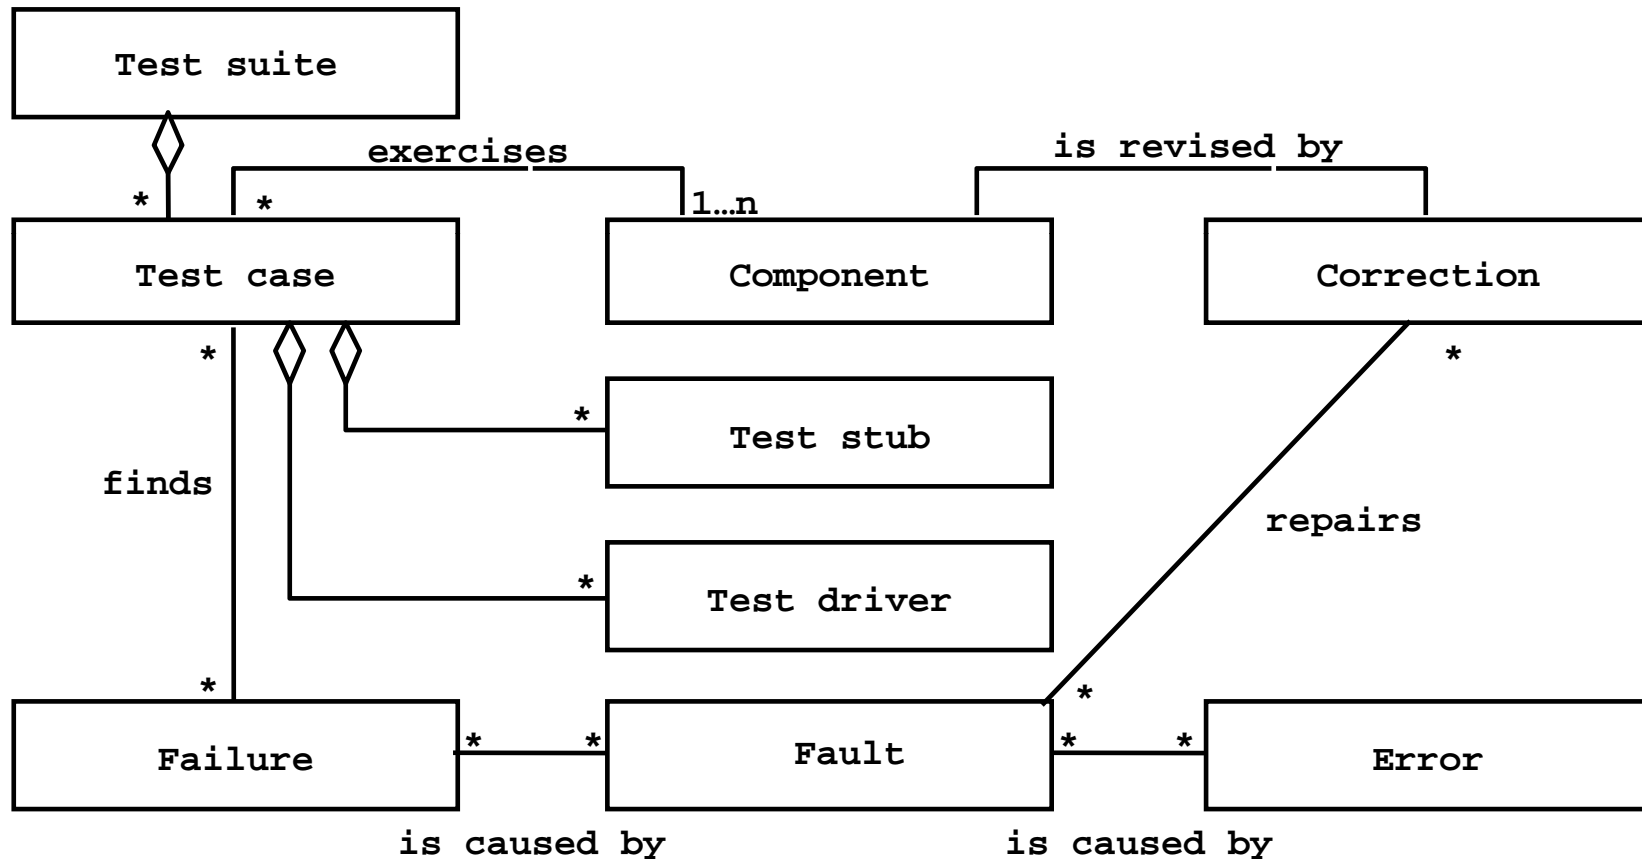 Test suite
exercises
is revised by
*
*
1…n
Test case
Component
Correction
*
*
*
Test stub
finds
repairs
*
Test driver
*
*
*
*
*
*
Failure
Fault
Error
is caused by
is caused by